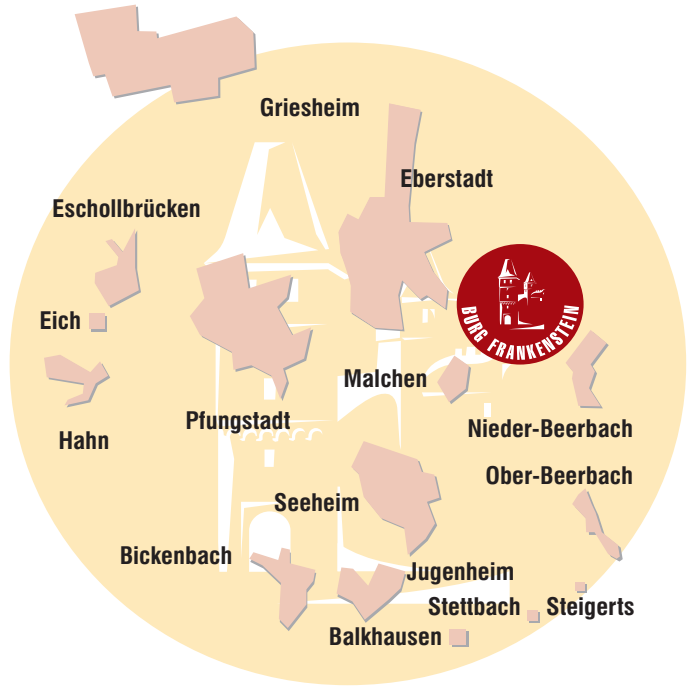 Griesheim
Eberstadt
Eschollbrücken
BURG FRANKENSTEIN
Eich
Malchen
Pfungstadt
Nieder-Beerbach
Hahn
Ober-Beerbach
Seeheim
Bickenbach
Jugenheim
Stettbach
Steigerts
Balkhausen